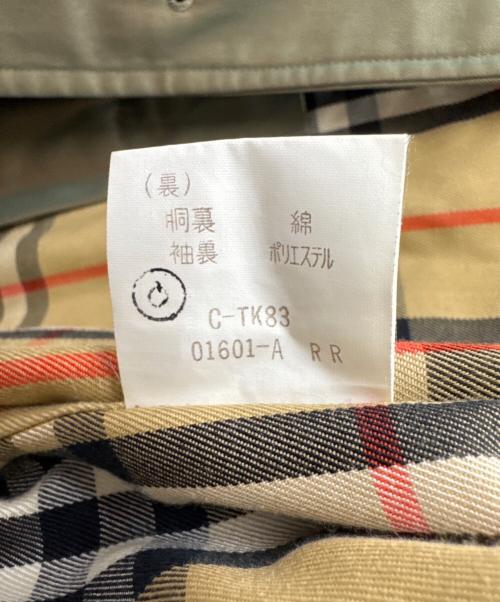 (裏)
胴裏 綿
袖裏 ポリエステル
C-TK83
01601-A RR